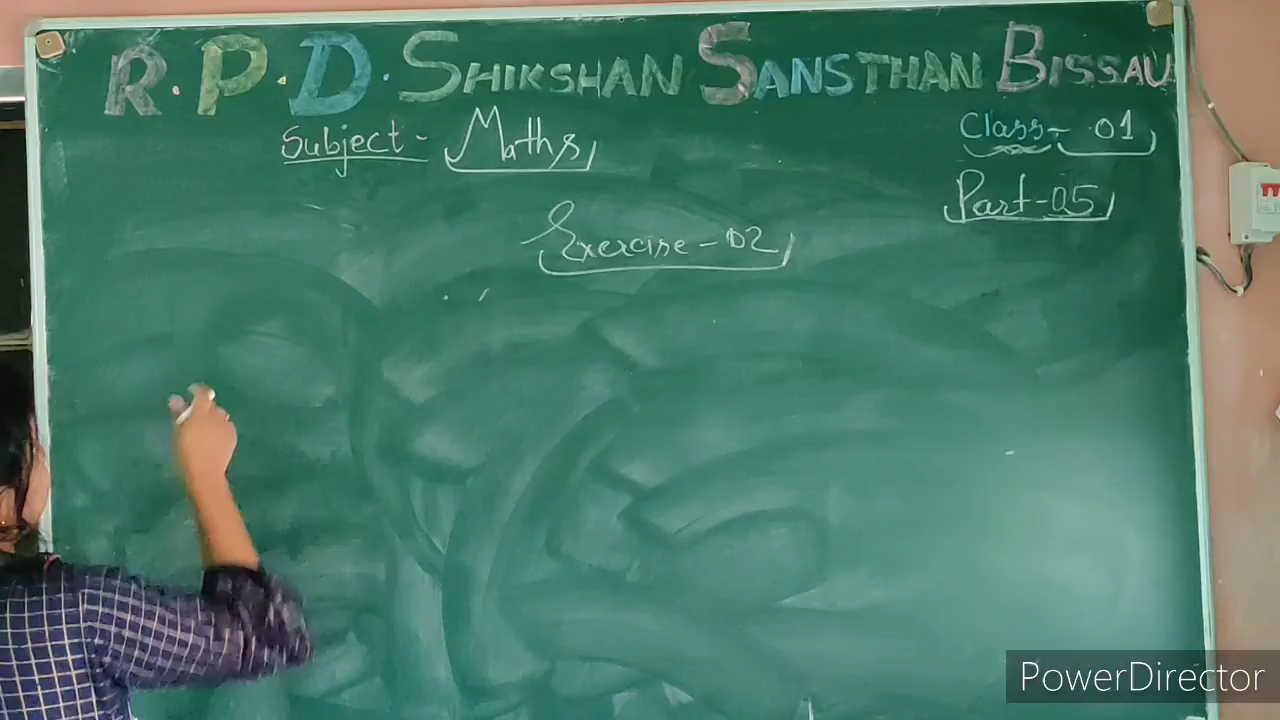 R.P.D. SHIKSHAN SANSTHAN BISSAU
Subject - Maths
Class - 01
Part - 05
Exercise - 02
PowerDirector